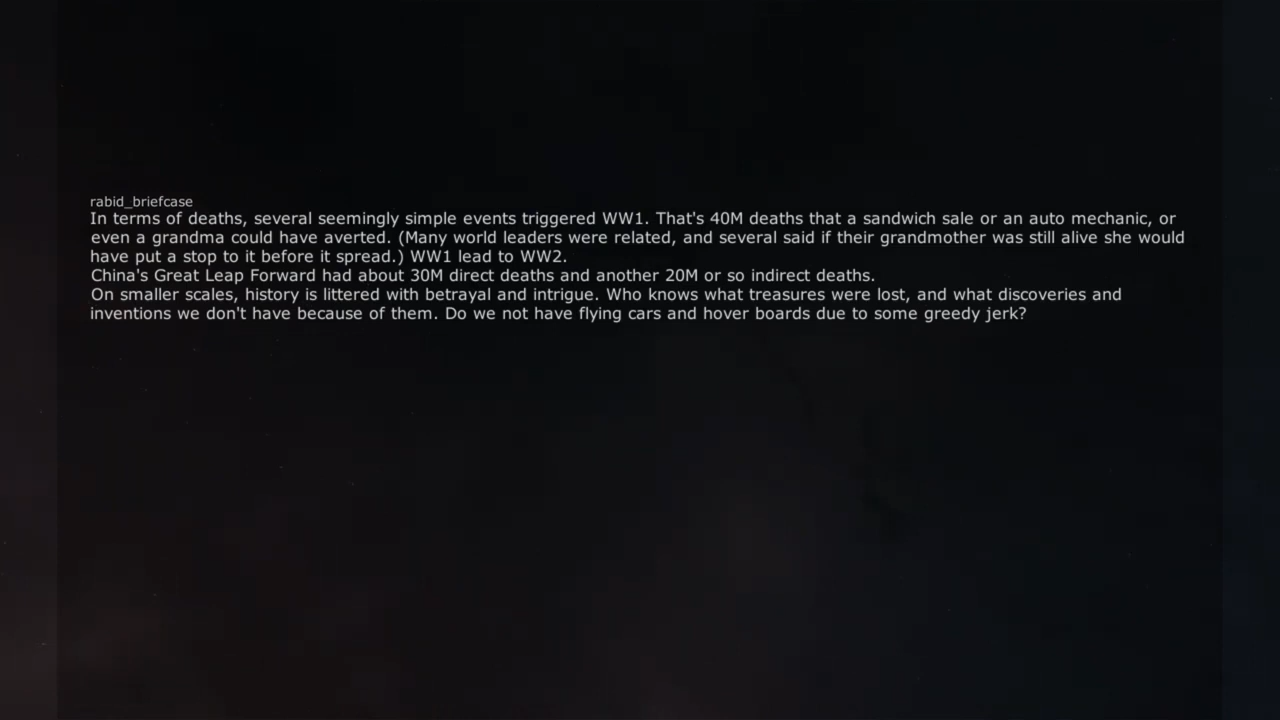 rabid_briefcase
In terms of deaths, several seemingly simple events triggered WW1. That's 40M deaths that a sandwich sale or an auto mechanic, or
even a grandma could have averted. (Many world leaders were related, and several said if their grandmother was still alive she would
have put a stop to it before it spread.) WW1 lead to WW2.
China's Great Leap Forward had about 30M direct deaths and another 20M or so indirect deaths.
On smaller scales, history is littered with betrayal and intrigue. Who knows what treasures were lost, and what discoveries and
inventions we don't have because of them. Do we not have flying cars and hover boards due to some greedy jerk?